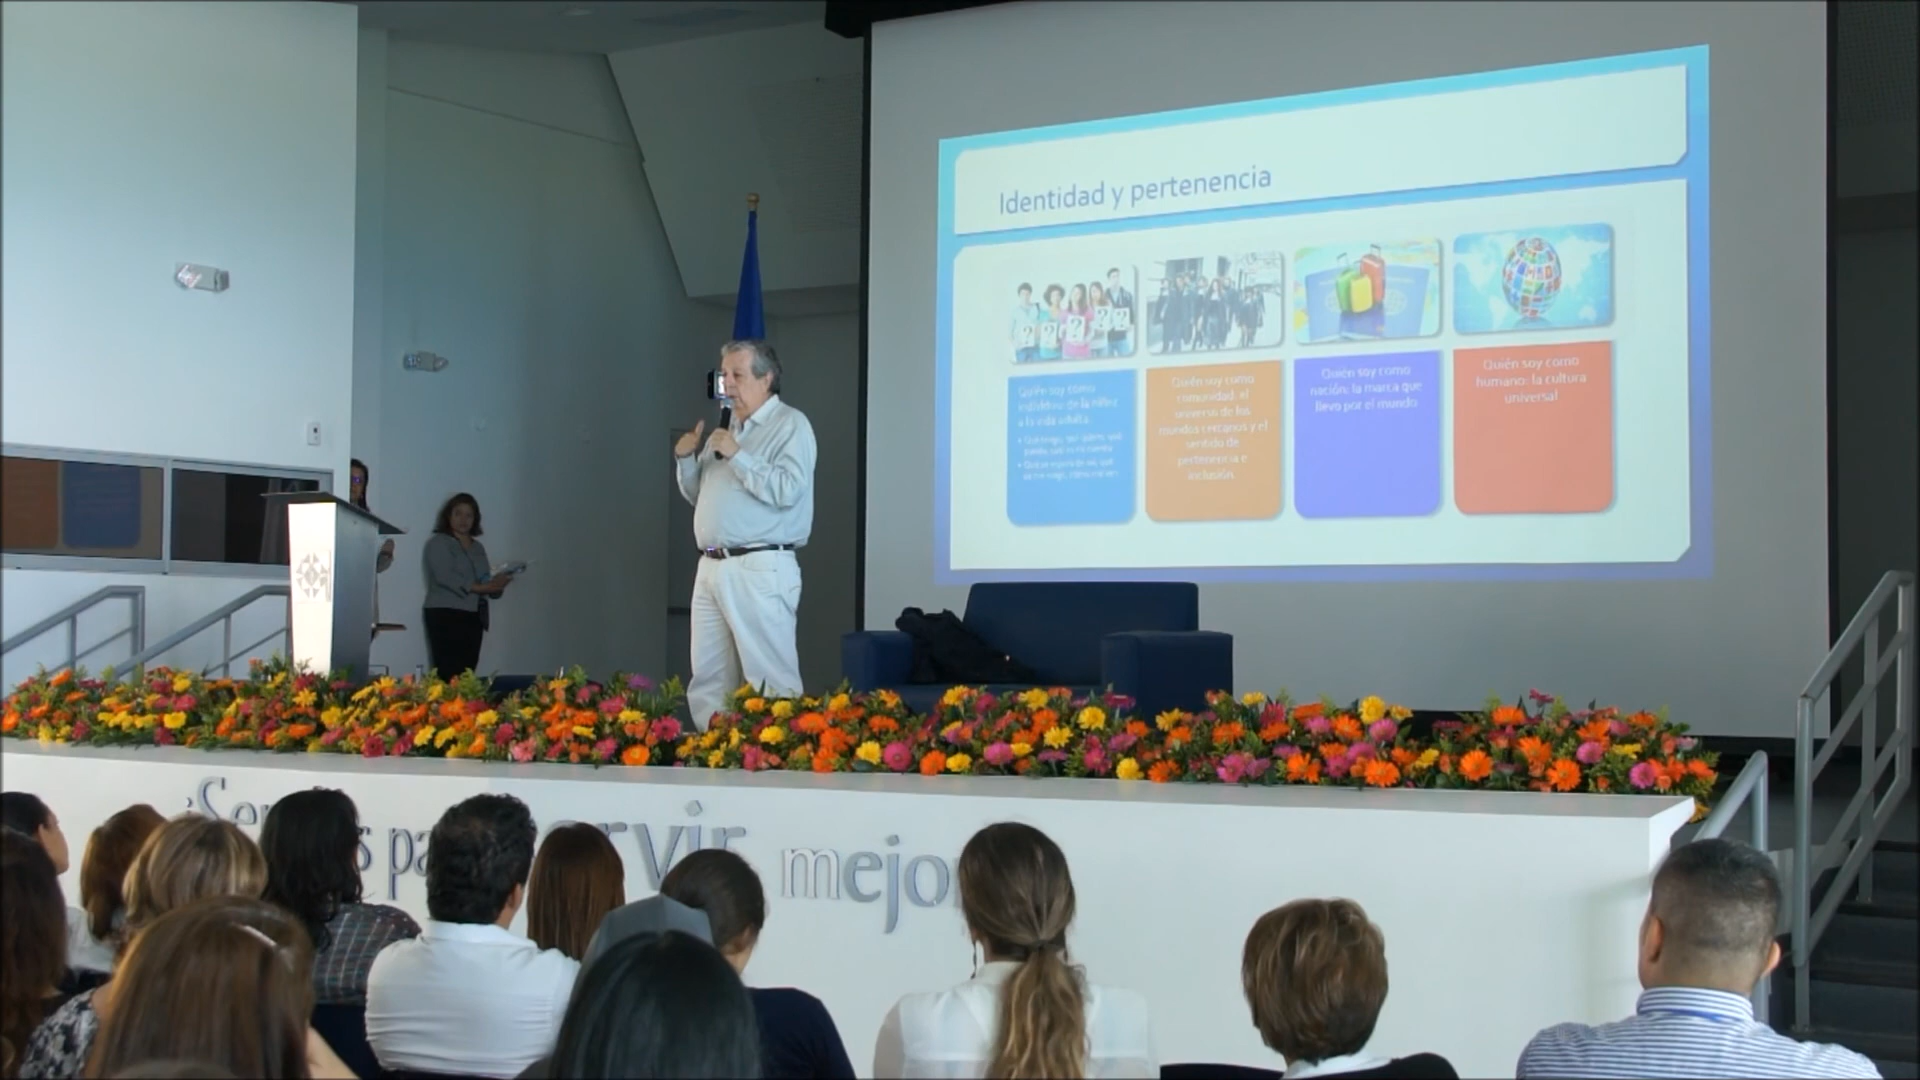 Identidad y pertenencia
Quién soy como
individuo: de la niñez
a la vida adulta.
Quién soy como
comunidad: el
universo de los
mundos cercanos y el
sentido de
pertenencia e
inclusión.
Quién soy como
nación: la marca que
llevo por el mundo
Quién soy como
humano: la cultura
universal
servir mejor